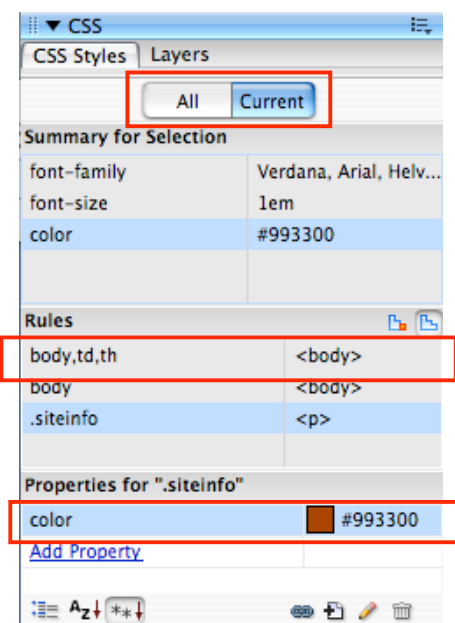 CSS
CSS Styles Layers
All Current
Summary for Selection
font-family Verdana, Arial, Helv...
font-size 1em
color #993300
Rules
body,td,th <body>
body <body>
.siteinfo <p>
Properties for ".siteinfo"
color #993300
Add Property
AZ↓ **↓